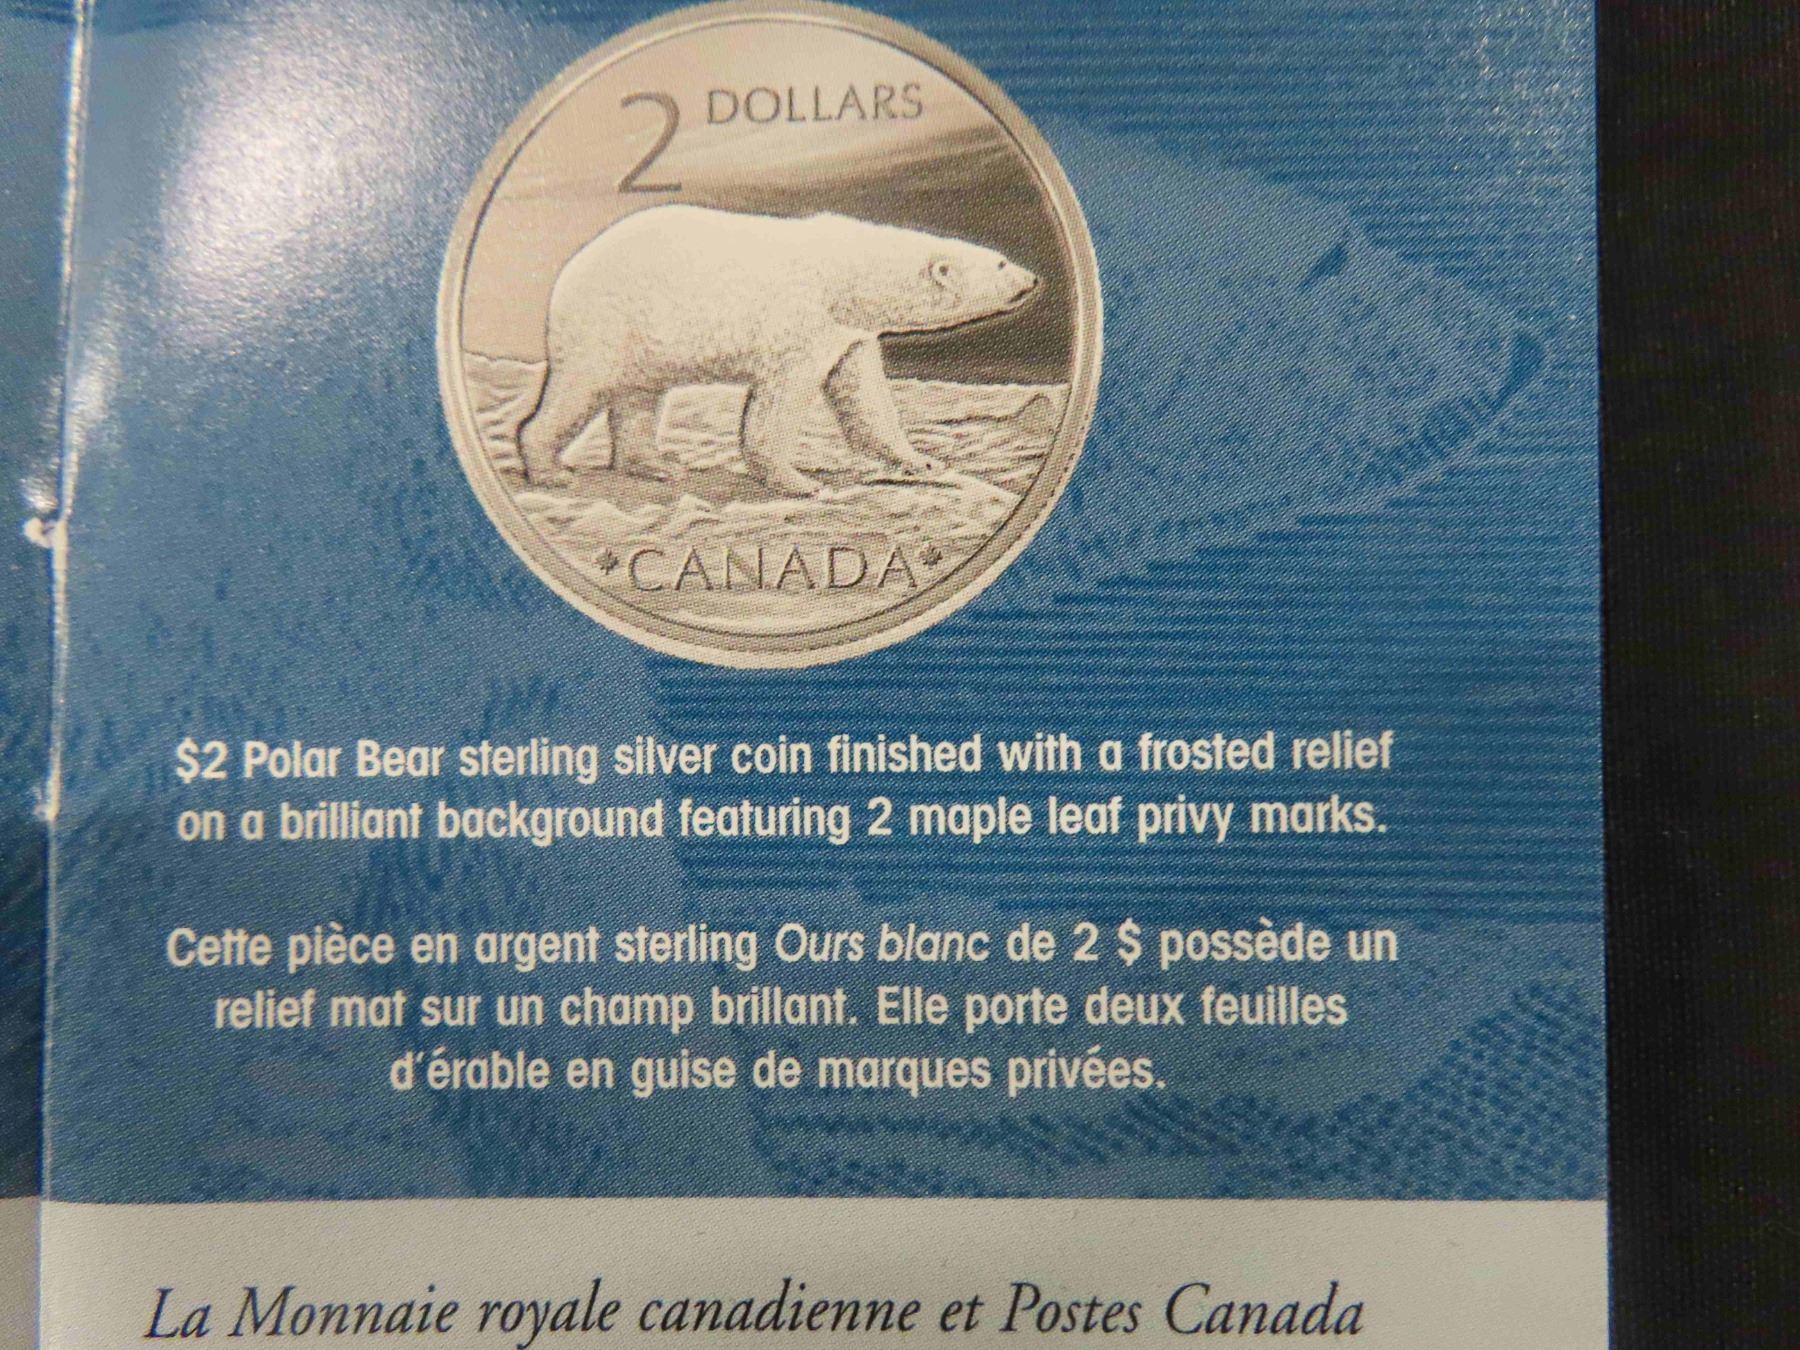 2 DOLLARS
CANADA
$2 Polar Bear sterling silver coin finished with a frosted relief
on a brilliant background featuring 2 maple leaf privy marks.
Cette pièce en argent sterling Ours blanc de 2 $ possède un
relief mat sur un champ brillant. Elle porte deux feuilles
d'érable en guise de marques privées.
La Monnaie royale canadienne et Postes Canada